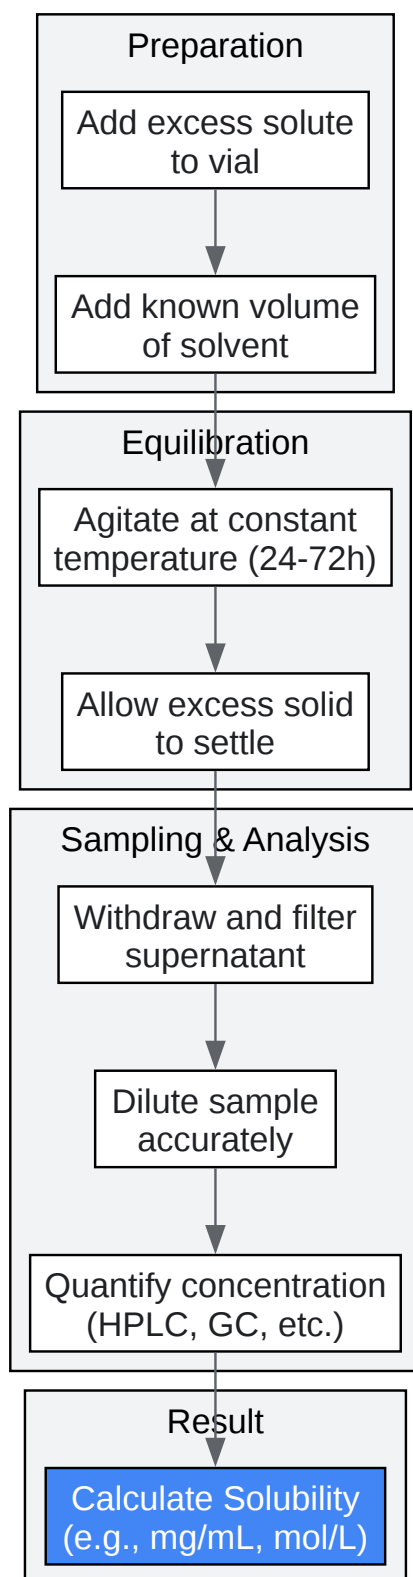 Preparation
Add excess solute
to vial
Add known volume
of solvent
Equilibration
Agitate at constant
temperature (24-72h)
Allow excess solid
to settle
Sampling & Analysis
Withdraw and filter
supernatant
Dilute sample
accurately
Quantify concentration
(HPLC, GC, etc.)
Result
Calculate Solubility
(e.g., mg/mL, mol/L)